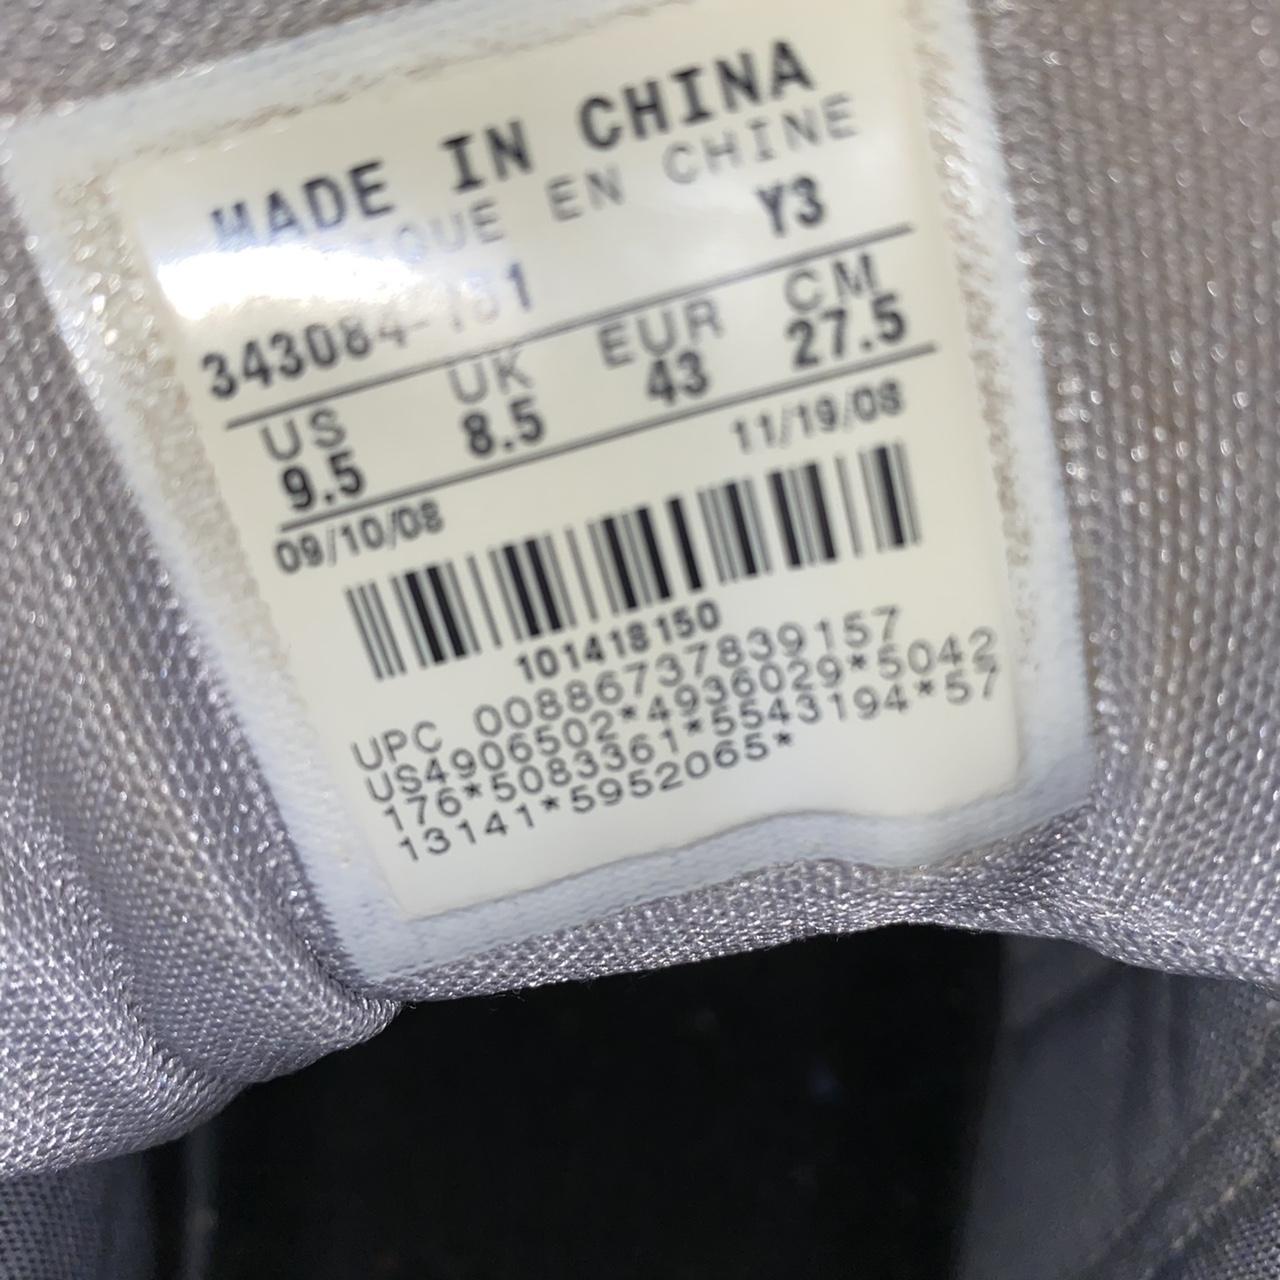 MADE IN CHINA
EN CHINE
Y3
343084-
US UK EUR CM
9.5 8.5 43 27.5
09/10/08 11/19/08
101418150
UPC 00886737839157
US4906502*4936029*5042
176*5083361*5543194*57
13141*5952065*